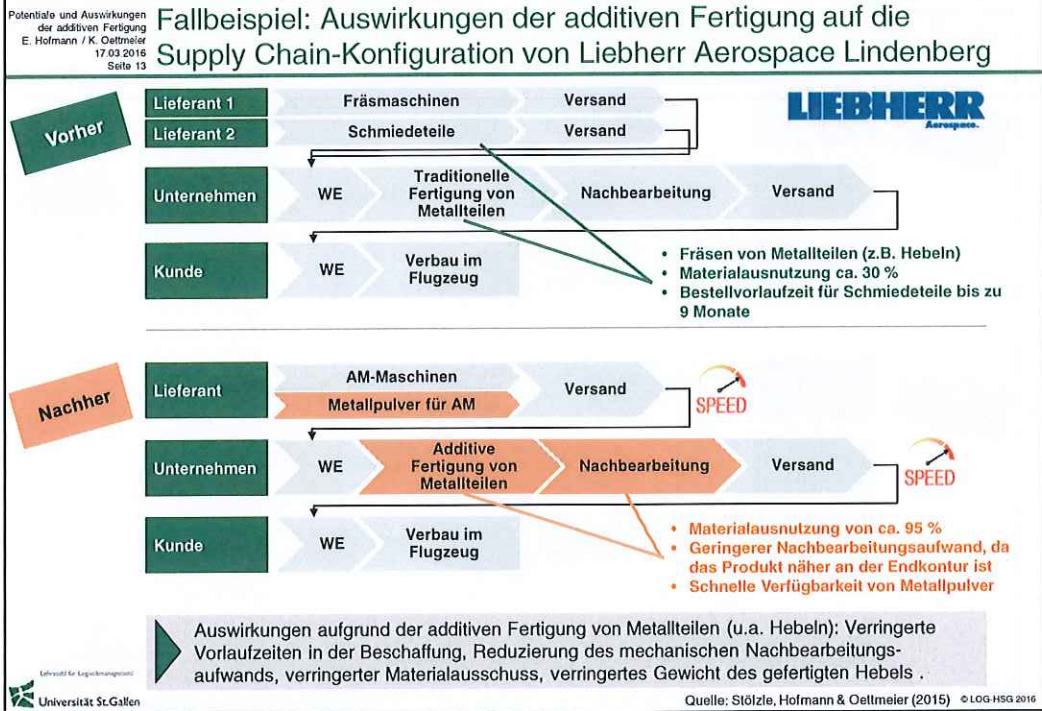 Potentiale und Auswirkungen
der additiven Fertigung
E. Hofmann / K. Oettmeier
17.03.2016
Seite 13
Fallbeispiel: Auswirkungen der additiven Fertigung auf die
Supply Chain-Konfiguration von Liebherr Aerospace Lindenberg
Vorher
LIEBHERR
Aerospace.
Lieferant 1
Fräsmaschinen
Versand
Lieferant 2
Schmiedeteile
Versand
Unternehmen
WE
Traditionelle
Fertigung von
Metallteilen
Nachbearbeitung
Versand
Kunde
WE
Verbau im
Flugzeug
• Fräsen von Metallteilen (z.B. Hebeln)
• Materialausnutzung ca. 30 %
• Bestellvorlaufzeit für Schmiedeteile bis zu
9 Monate
Nachher
Lieferant
AM-Maschinen
Metallpulver für AM
Versand
SPEED
Unternehmen
WE
Additive
Fertigung von
Metallteilen
Nachbearbeitung
Versand
SPEED
Kunde
WE
Verbau im
Flugzeug
• Materialausnutzung von ca. 95 %
• Geringerer Nachbearbeitungsaufwand, da
das Produkt näher an der Endkontur ist
• Schnelle Verfügbarkeit von Metallpulver
Auswirkungen aufgrund der additiven Fertigung von Metallteilen (u.a. Hebeln): Verringerte
Vorlaufzeiten in der Beschaffung, Reduzierung des mechanischen Nachbearbeitungs-
aufwands, verringerter Materialausschuss, verringertes Gewicht des gefertigten Hebels .
Lehrstuhl für Logistikmanagement
Universität St.Gallen
Quelle: Stölzle, Hofmann & Oettmeier (2015) © LOG-HSG 2016